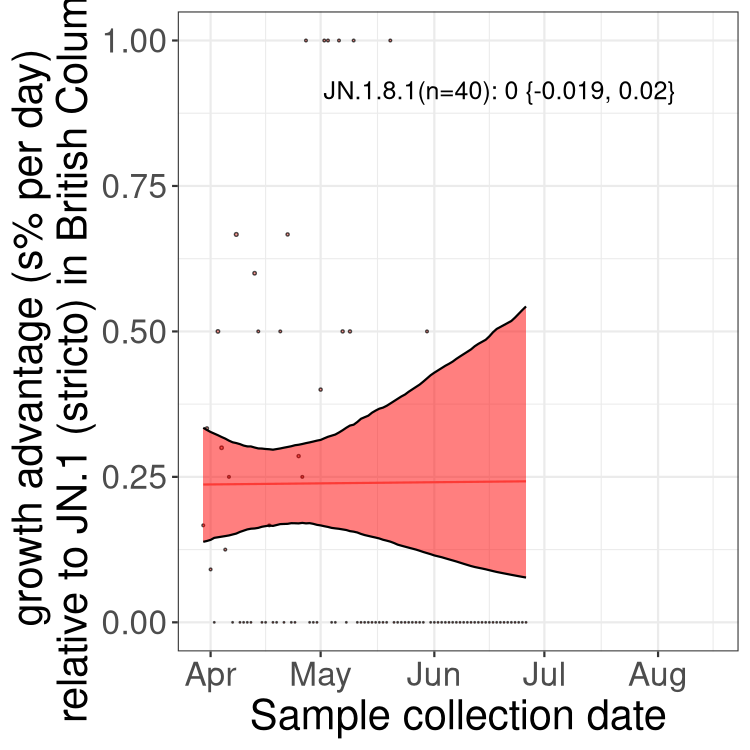 growth advantage (s% per day)
relative to JN.1 (stricto) in British Colum
1.00
0.75
0.50
0.25
0.00
JN.1.8.1(n=40): 0 {-0.019, 0.02}
Apr May Jun Jul Aug
Sample collection date